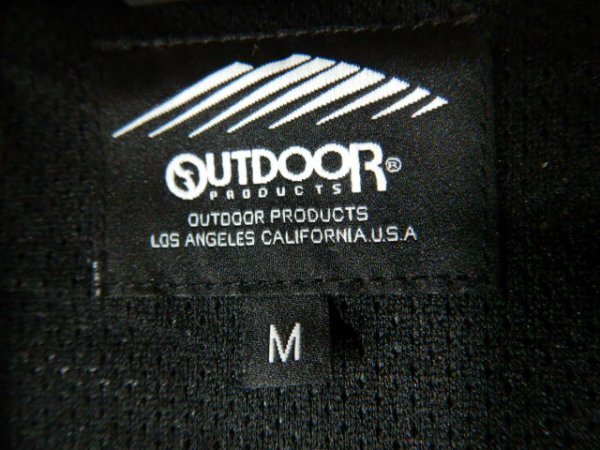 OUTDOOR®
PRODUCTS
OUTDOOR PRODUCTS
LOS ANGELES CALIFORNIA.U.S.A
M